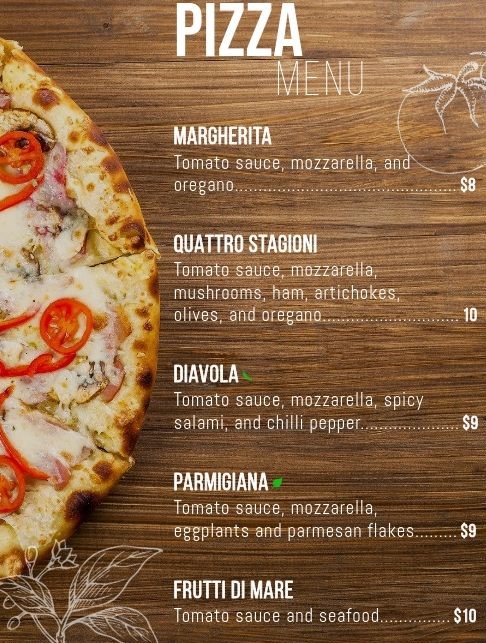 PIZZA
MENU
MARGHERITA
Tomato sauce, mozzarella, and
oregano............................................. $8
QUATTRO STAGIONI
Tomato sauce, mozzarella,
mushrooms, ham, artichokes,
olives, and oregano............................ 10
DIAVOLA
Tomato sauce, mozzarella, spicy
salami, and chilli pepper.................... $9
PARMIGIANA
Tomato sauce, mozzarella,
eggplants and parmesan flakes......... $9
FRUTTI DI MARE
Tomato sauce and seafood............... $10